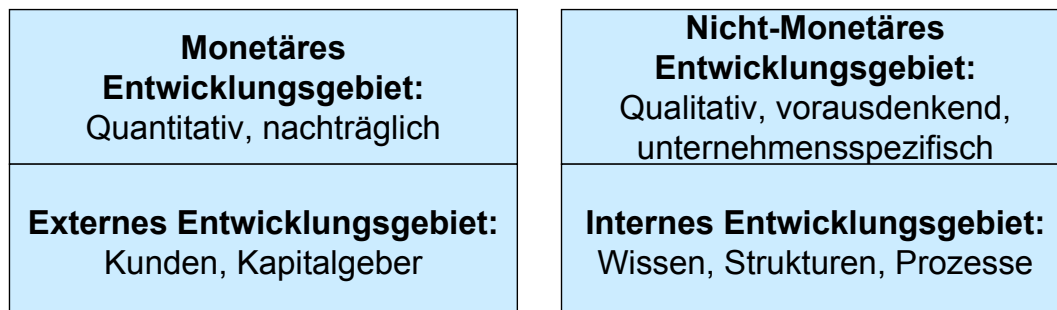 Monetäres
Entwicklungsgebiet:
Quantitativ, nachträglich
Nicht-Monetäres
Entwicklungsgebiet:
Qualitativ, vorausdenkend,
unternehmensspezifisch
Externes Entwicklungsgebiet:
Kunden, Kapitalgeber
Internes Entwicklungsgebiet:
Wissen, Strukturen, Prozesse